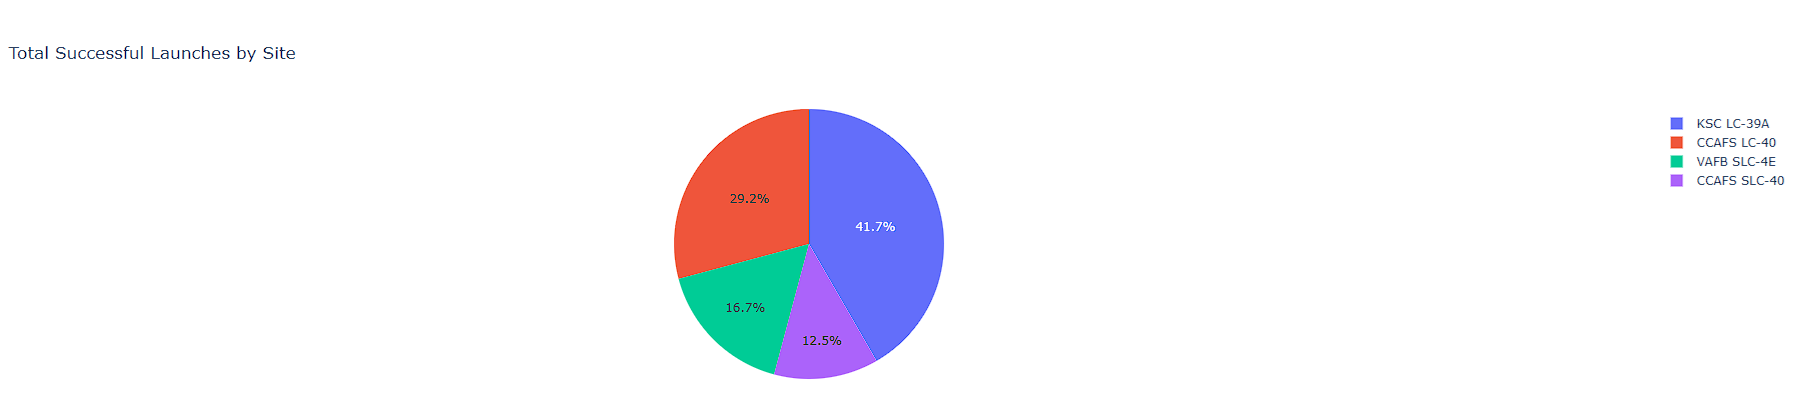 Total Successful Launches by Site
KSC LC-39A
CCAFS LC-40
VAFB SLC-4E
CCAFS SLC-40
29.2%
41.7%
16.7%
12.5%